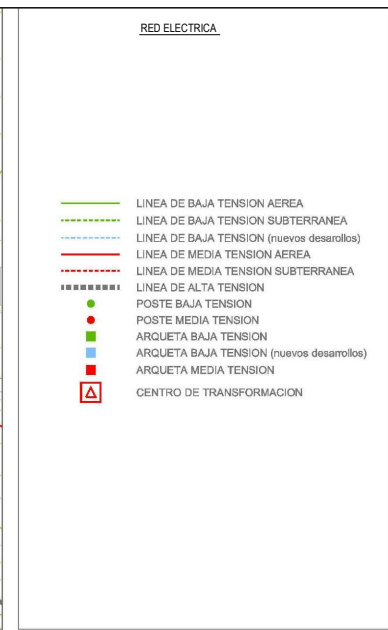 RED ELECTRICA
LINEA DE BAJA TENSION AEREA
LINEA DE BAJA TENSION SUBTERRANEA
LINEA DE BAJA TENSION (nuevos desarollos)
LINEA DE MEDIA TENSION AEREA
LINEA DE MEDIA TENSION SUBTERRANEA
LINEA DE ALTA TENSION
POSTE BAJA TENSION
POSTE MEDIA TENSION
ARQUETA BAJA TENSION
ARQUETA BAJA TENSION (nuevos desarrollos)
ARQUETA MEDIA TENSION
CENTRO DE TRANSFORMACION